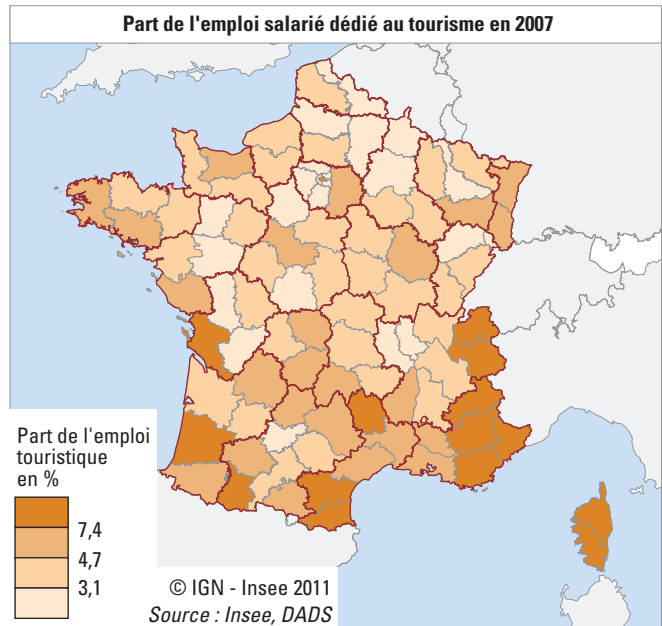 Part de l'emploi salarié dédié au tourisme en 2007
Part de l'emploi
touristique
en %
7,4
4,7
3,1
© IGN - Insee 2011
Source : Insee, DADS